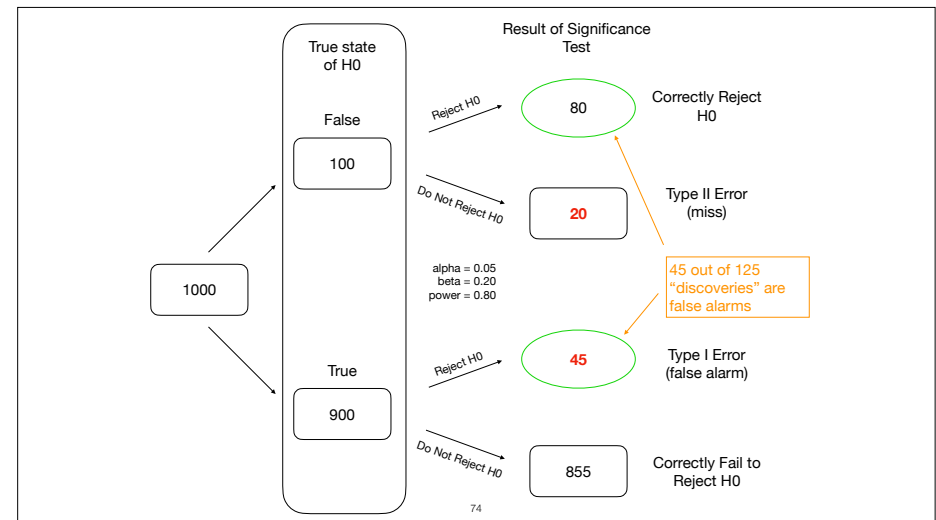 True state
of H0
Result of Significance
Test
False
100
Reject H0
80
Correctly Reject
H0
Do Not Reject H0
20
Type II Error
(miss)
1000
alpha = 0.05
beta = 0.20
power = 0.80
45 out of 125
“discoveries” are
false alarms
True
900
Reject H0
45
Type I Error
(false alarm)
Do Not Reject H0
855
Correctly Fail to
Reject H0
74